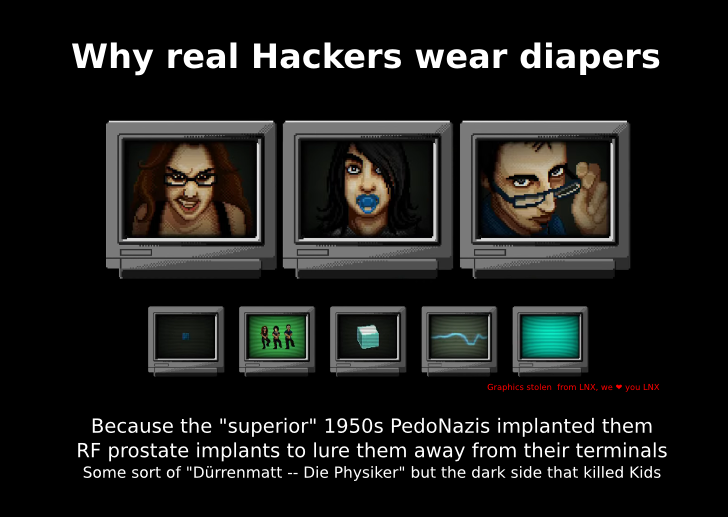 Why real Hackers wear diapers
Graphics stolen from LNX, we ❤ you LNX
Because the "superior" 1950s PedoNazis implanted them
RF prostate implants to lure them away from their terminals
Some sort of "Dürrenmatt -- Die Physiker" but the dark side that killed Kids